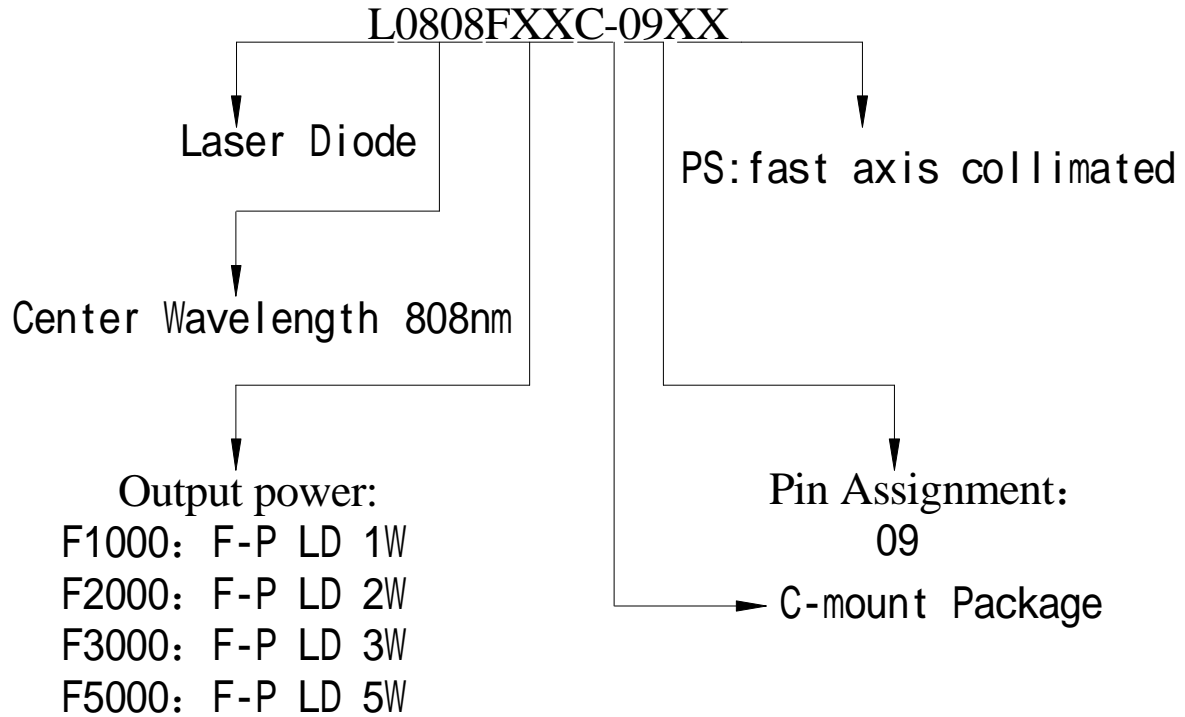 L0808FXXC-09XX
Laser Diode
PS:fast axis collimated
Center Wavelength 808nm
Output power:
F1000：F-P LD 1W
F2000：F-P LD 2W
F3000：F-P LD 3W
F5000：F-P LD 5W
Pin Assignment：
09
C-mount Package